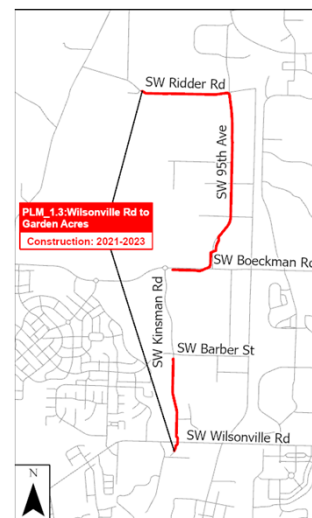 SW Ridder Rd
SW 95th Ave
PLM_1.3:Wilsonville Rd to
Garden Acres
Construction: 2021-2023
SW Boeckman Rd
SW Kinsman Rd
SW Barber St
SW Wilsonville Rd
N